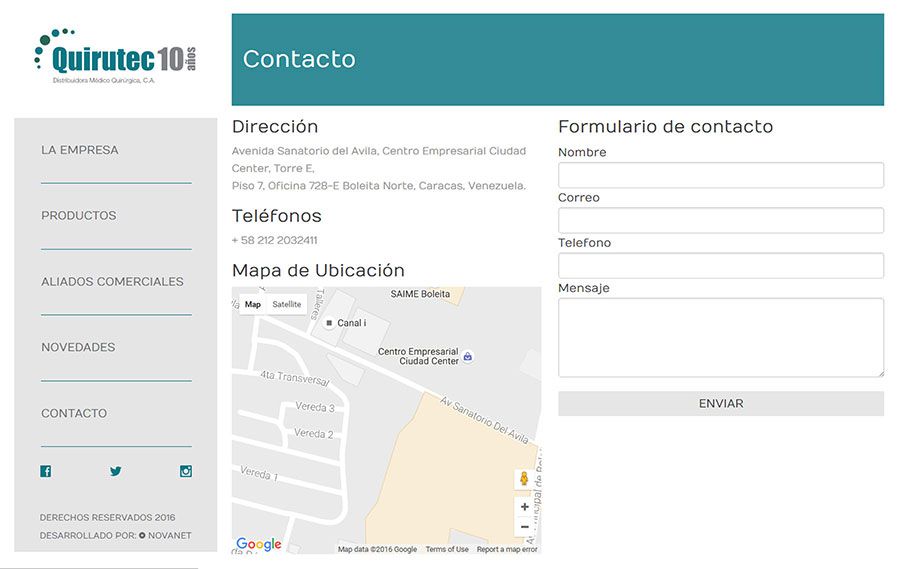 Quirutec 10 años
Distribuidora Médico Quirúrgica, C.A.
LA EMPRESA
PRODUCTOS
ALIADOS COMERCIALES
NOVEDADES
CONTACTO
DERECHOS RESERVADOS 2016
DESARROLLADO POR: NOVANET
Contacto
Dirección
Avenida Sanatorio del Avila, Centro Empresarial Ciudad
Center, Torre E,
Piso 7, Oficina 728-E Boleita Norte, Caracas, Venezuela.
Teléfonos
+ 58 212 2032411
Mapa de Ubicación
Map Satellite
Talleres
SAIME Boleita
Canal i
Centro Empresarial
Ciudad Center
4ta Transversal
Vereda 3
Vereda 2
Vereda 1
Av Sanatorio Del Avila
Google
Map data ©2016 Google Terms of Use Report a map error
Formulario de contacto
Nombre
Correo
Telefono
Mensaje
ENVIAR